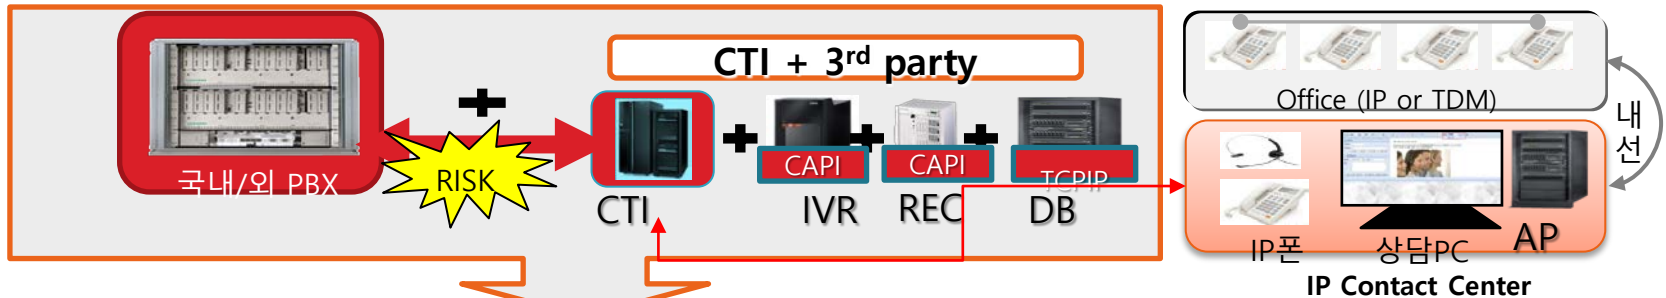 CTI + 3rd party
국내/외 PBX
RISK
CTI
CAPI
IVR
CAPI
REC
TCPIP
DB
Office (IP or TDM)
내선
IP폰
상담PC
AP
IP Contact Center